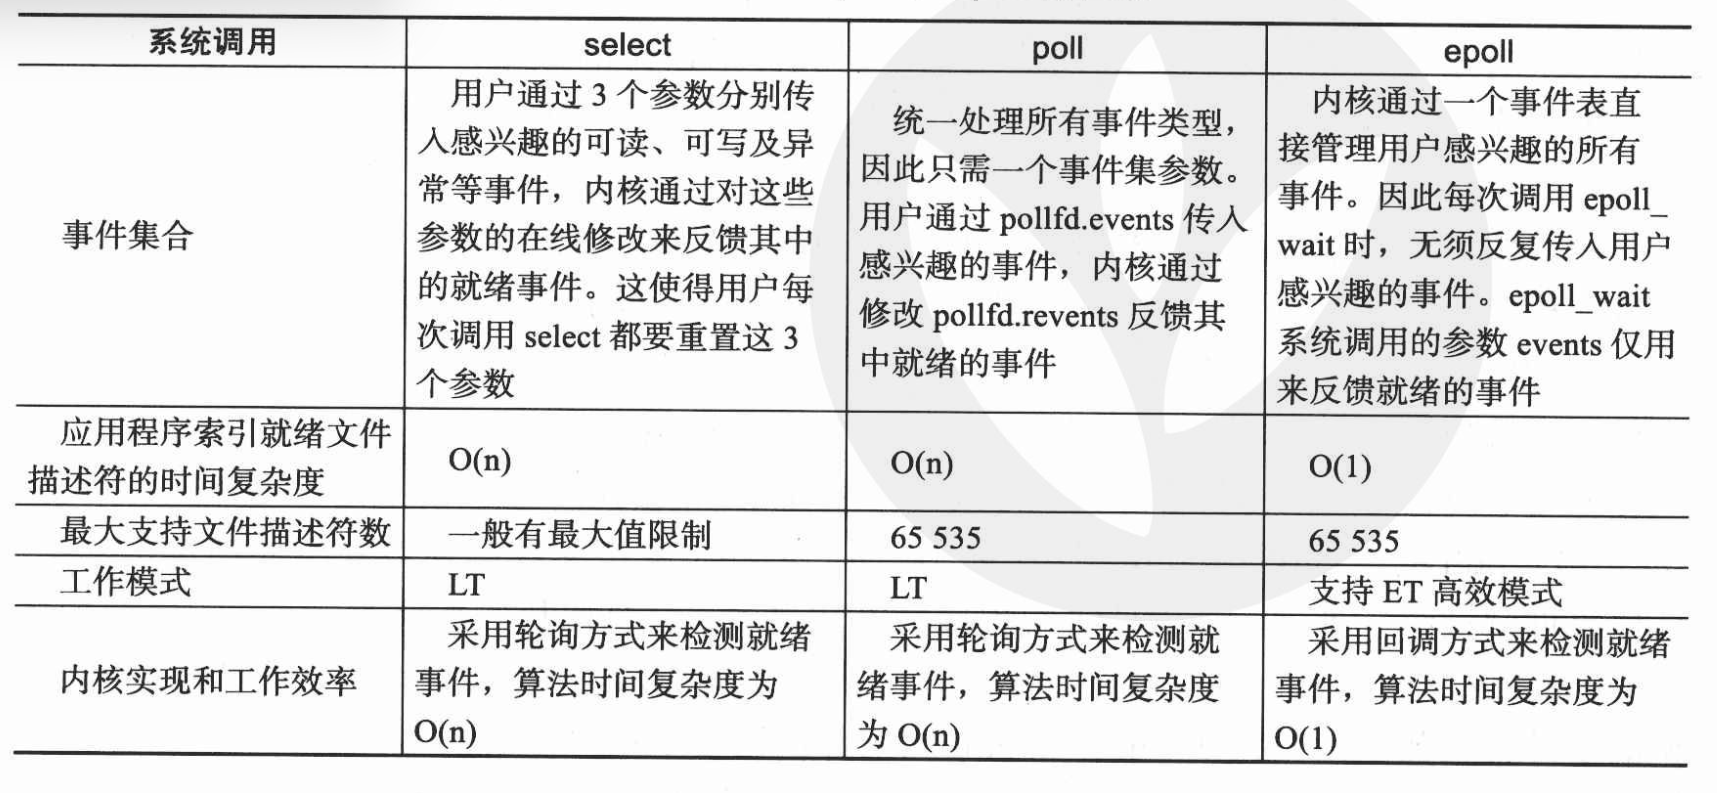 系统调用
select
poll
epoll
事件集合
用户通过 3 个参数分别传
入感兴趣的可读、可写及异
常等事件，内核通过对这些
参数的在线修改来反馈其中
的就绪事件。这使得用户每
次调用 select 都要重置这 3
个参数
统一处理所有事件类型，
因此只需一个事件集参数。
用户通过 pollfd.events 传入
感兴趣的事件，内核通过
修改 pollfd.revents 反馈其
中就绪的事件
内核通过一个事件表直
接管理用户感兴趣的所有
事件。因此每次调用 epoll_
wait 时，无须反复传入用户
感兴趣的事件。epoll_wait
系统调用的参数 events 仅用
来反馈就绪的事件
应用程序索引就绪文件
描述符的时间复杂度
O(n)
O(n)
O(1)
最大支持文件描述符数
一般有最大值限制
65 535
65 535
工作模式
LT
LT
支持 ET 高效模式
内核实现和工作效率
采用轮询方式来检测就绪
事件，算法时间复杂度为
O(n)
采用轮询方式来检测就
绪事件，算法时间复杂度
为 O(n)
采用回调方式来检测就绪
事件，算法时间复杂度为
O(1)